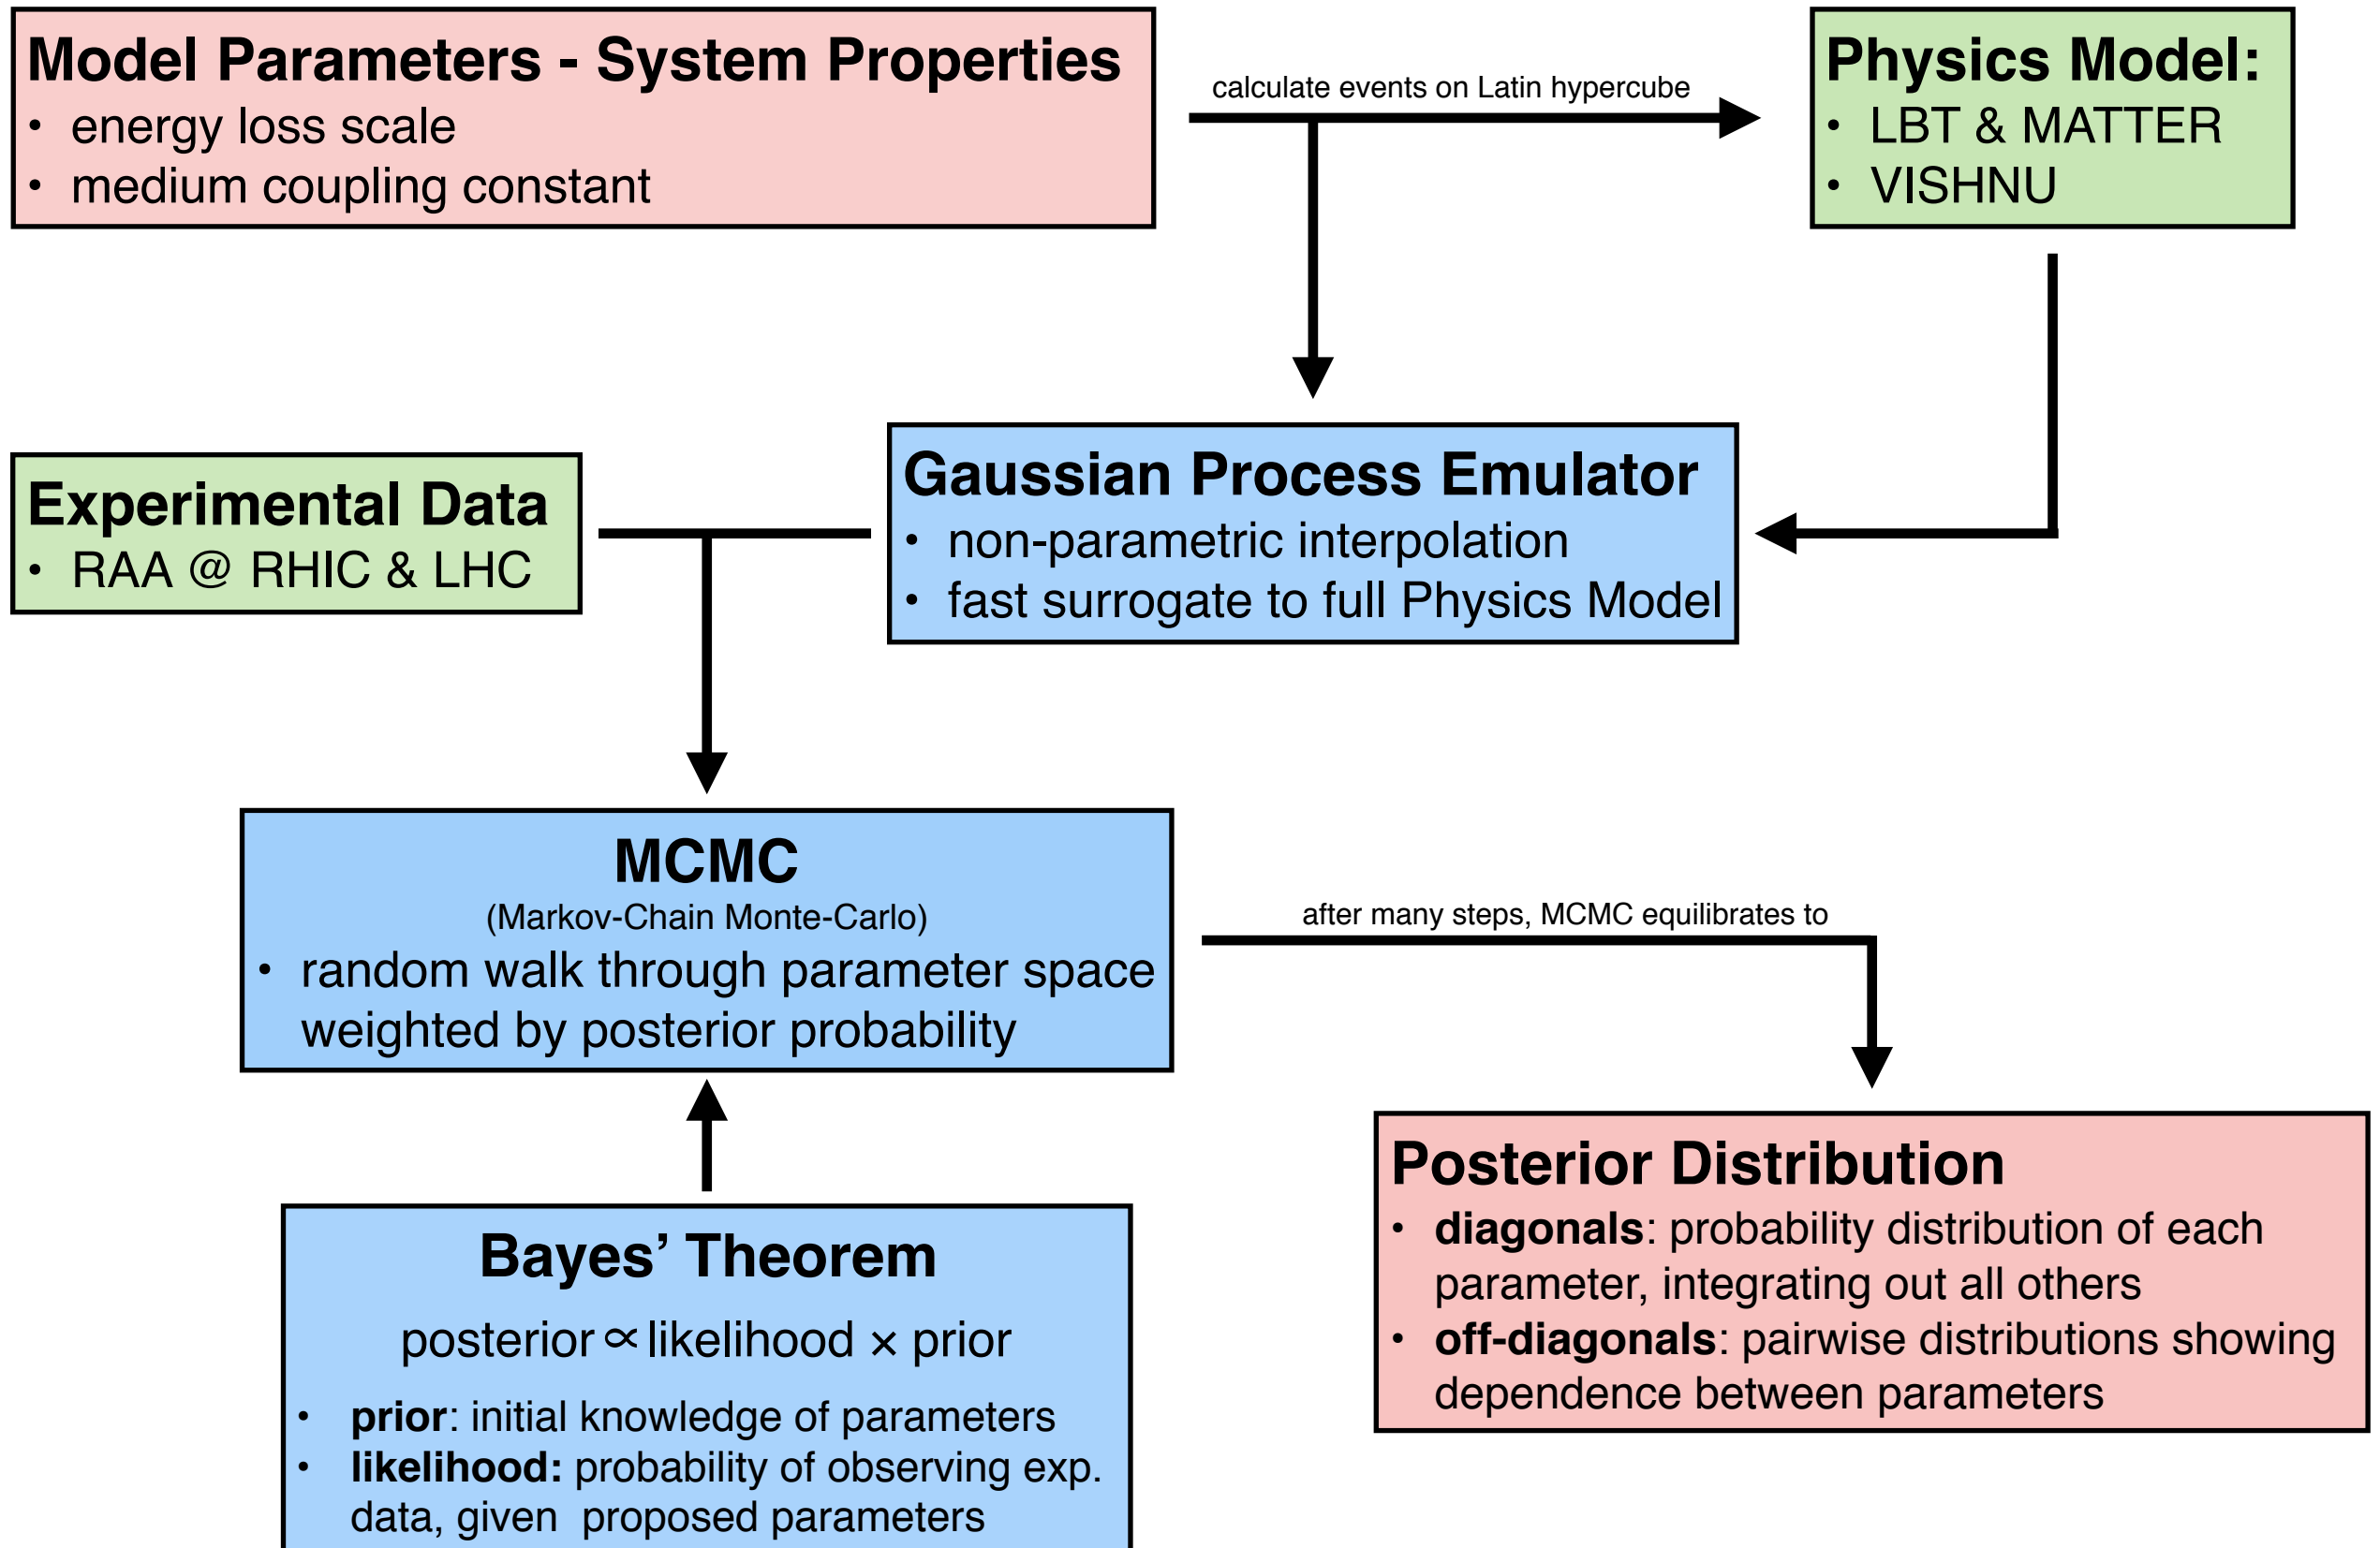 Model Parameters - System Properties
• energy loss scale
• medium coupling constant
calculate events on Latin hypercube
Physics Model:
• LBT & MATTER
• VISHNU
Experimental Data
• RAA @ RHIC & LHC
Gaussian Process Emulator
• non-parametric interpolation
• fast surrogate to full Physics Model
MCMC
(Markov-Chain Monte-Carlo)
• random walk through parameter space
weighted by posterior probability
after many steps, MCMC equilibrates to
Posterior Distribution
• diagonals: probability distribution of each
parameter, integrating out all others
• off-diagonals: pairwise distributions showing
dependence between parameters
Bayes’ Theorem
posterior ∝ likelihood × prior
• prior: initial knowledge of parameters
• likelihood: probability of observing exp.
data, given proposed parameters